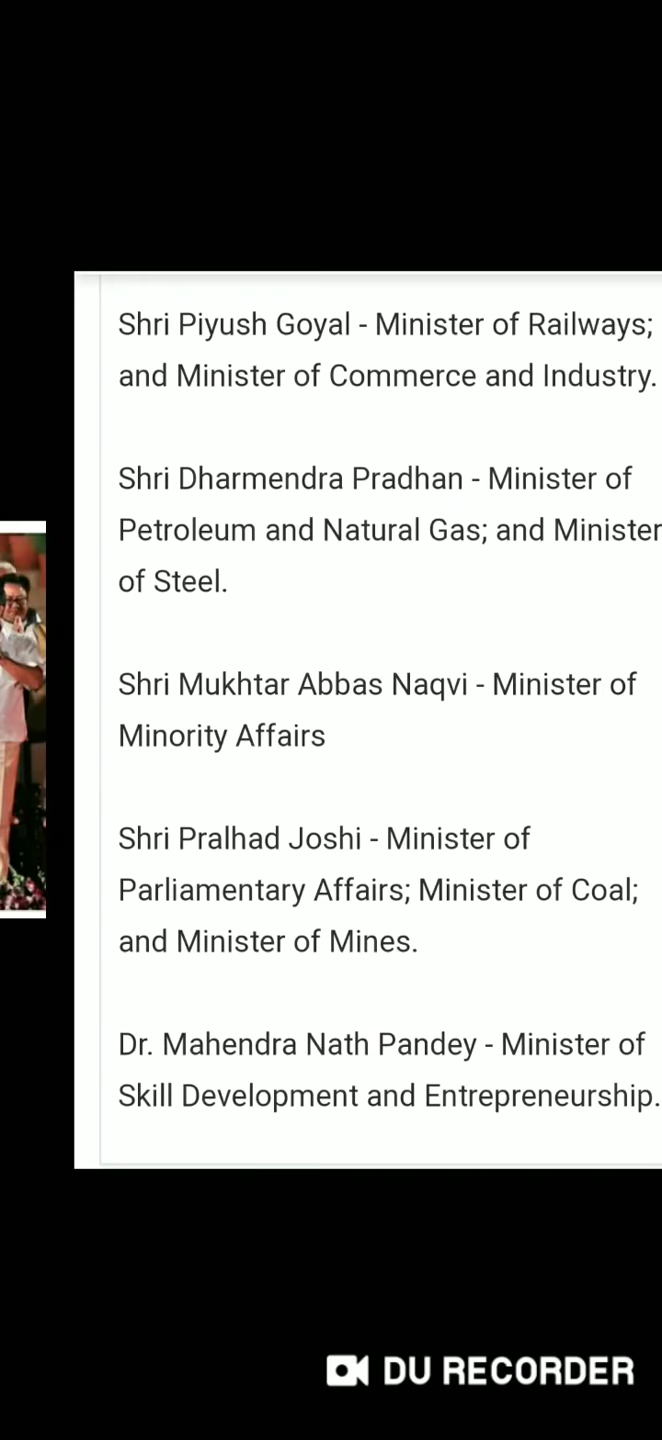 Shri Piyush Goyal - Minister of Railways;
and Minister of Commerce and Industry.
Shri Dharmendra Pradhan - Minister of
Petroleum and Natural Gas; and Minister
of Steel.
Shri Mukhtar Abbas Naqvi - Minister of
Minority Affairs
Shri Pralhad Joshi - Minister of
Parliamentary Affairs; Minister of Coal;
and Minister of Mines.
Dr. Mahendra Nath Pandey - Minister of
Skill Development and Entrepreneurship.
DU RECORDER